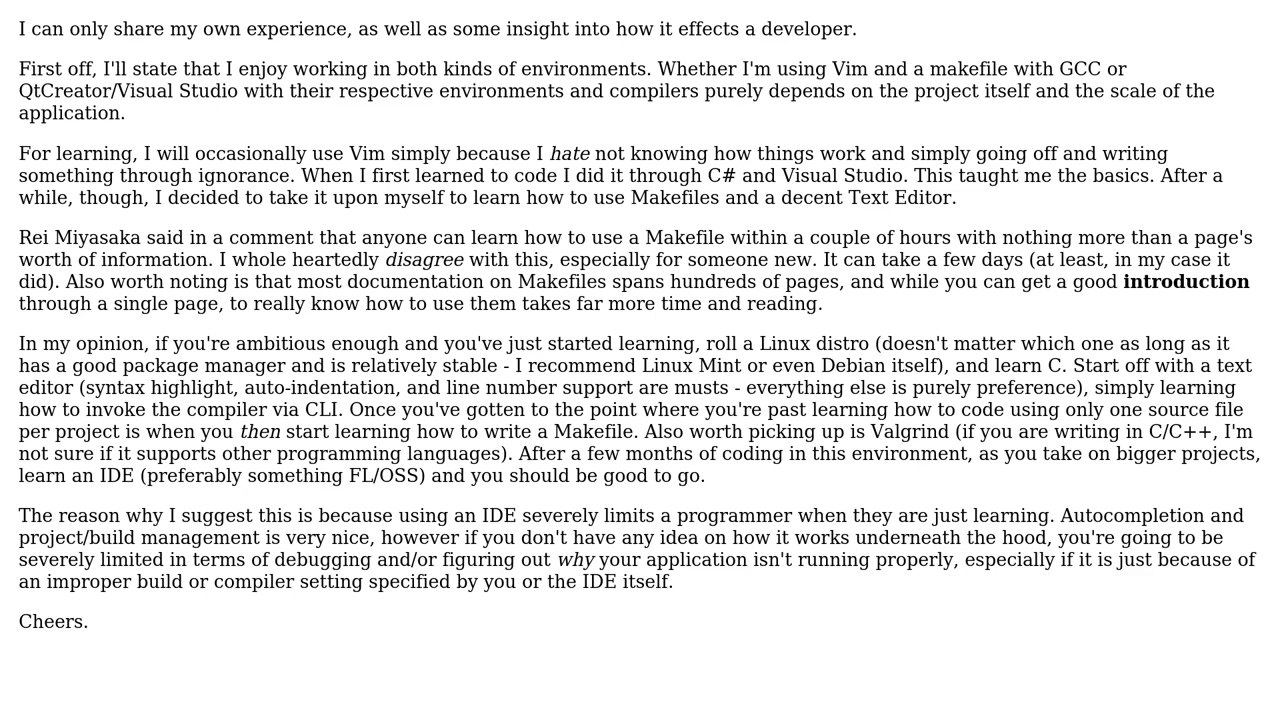 I can only share my own experience, as well as some insight into how it effects a developer.
First off, I'll state that I enjoy working in both kinds of environments. Whether I'm using Vim and a makefile with GCC or
QtCreator/Visual Studio with their respective environments and compilers purely depends on the project itself and the scale of the
application.
For learning, I will occasionally use Vim simply because I hate not knowing how things work and simply going off and writing
something through ignorance. When I first learned to code I did it through C# and Visual Studio. This taught me the basics. After a
while, though, I decided to take it upon myself to learn how to use Makefiles and a decent Text Editor.
Rei Miyasaka said in a comment that anyone can learn how to use a Makefile within a couple of hours with nothing more than a page's
worth of information. I whole heartedly disagree with this, especially for someone new. It can take a few days (at least, in my case it
did). Also worth noting is that most documentation on Makefiles spans hundreds of pages, and while you can get a good introduction
through a single page, to really know how to use them takes far more time and reading.
In my opinion, if you're ambitious enough and you've just started learning, roll a Linux distro (doesn't matter which one as long as it
has a good package manager and is relatively stable - I recommend Linux Mint or even Debian itself), and learn C. Start off with a text
editor (syntax highlight, auto-indentation, and line number support are musts - everything else is purely preference), simply learning
how to invoke the compiler via CLI. Once you've gotten to the point where you're past learning how to code using only one source file
per project is when you then start learning how to write a Makefile. Also worth picking up is Valgrind (if you are writing in C/C++, I'm
not sure if it supports other programming languages). After a few months of coding in this environment, as you take on bigger projects,
learn an IDE (preferably something FL/OSS) and you should be good to go.
The reason why I suggest this is because using an IDE severely limits a programmer when they are just learning. Autocompletion and
project/build management is very nice, however if you don't have any idea on how it works underneath the hood, you're going to be
severely limited in terms of debugging and/or figuring out why your application isn't running properly, especially if it is just because of
an improper build or compiler setting specified by you or the IDE itself.
Cheers.